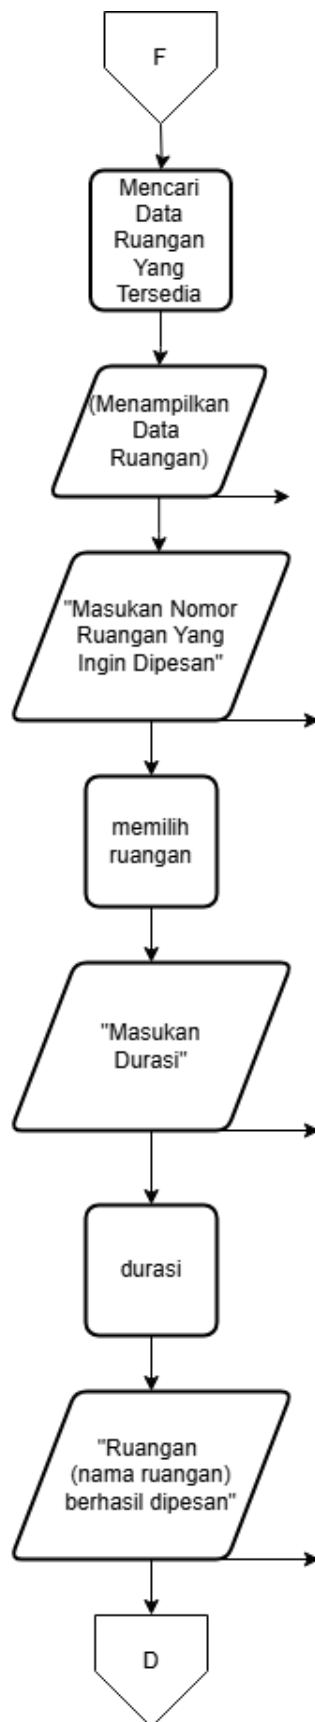 F
Mencari
Data
Ruangan
Yang
Tersedia
(Menampilkan
Data
Ruangan)
"Masukan Nomor
Ruangan Yang
Ingin Dipesan"
memilih
ruangan
"Masukan
Durasi"
durasi
"Ruangan
(nama ruangan)
berhasil dipesan"
D